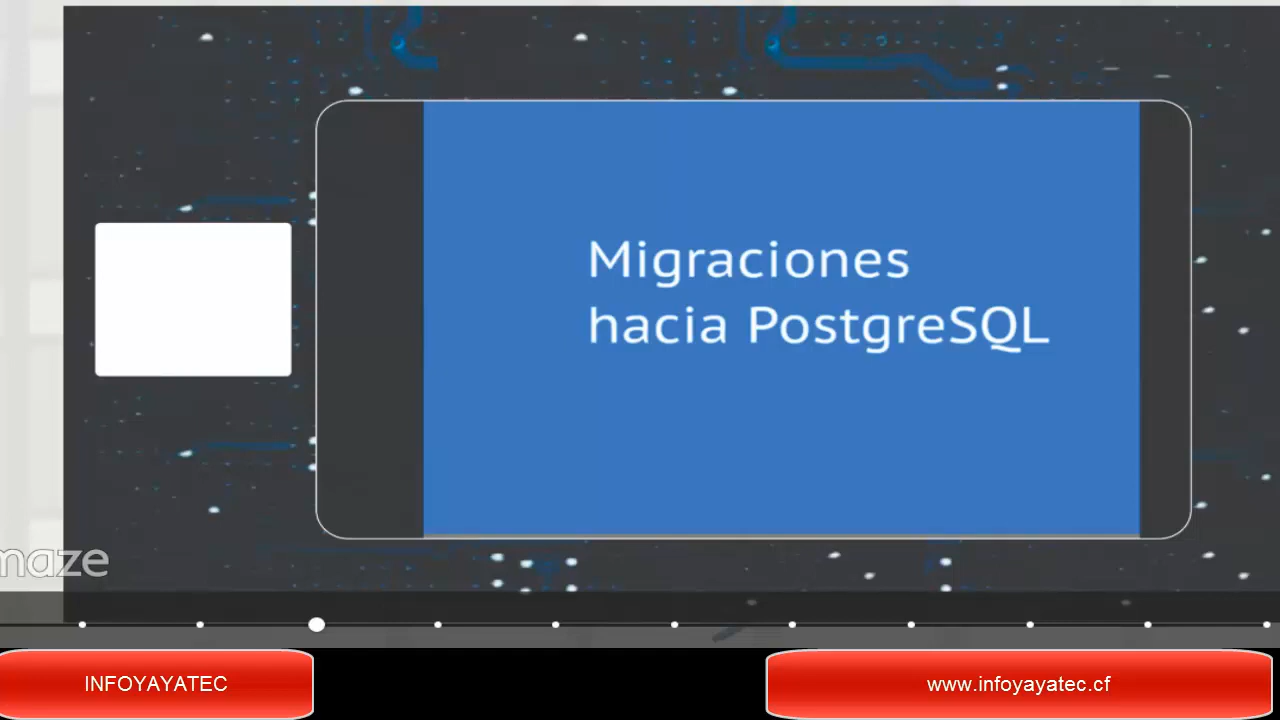 Migraciones
hacia PostgreSQL
maze
INFOYAYATEC
www.infoyayatec.cf